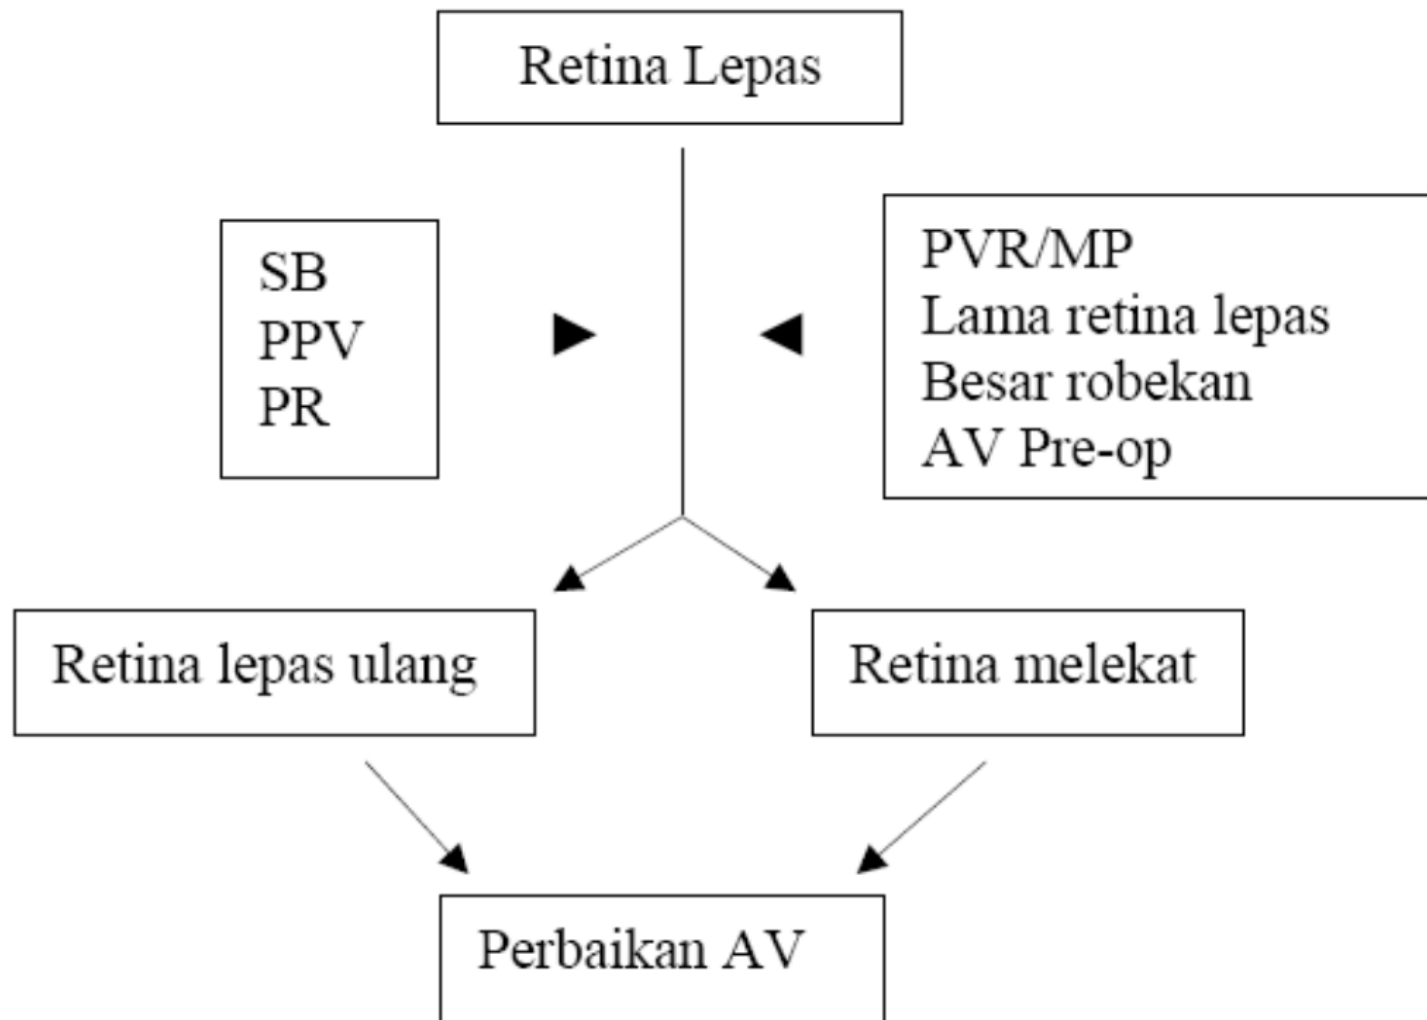 Retina Lepas
SB
PPV
PR
PVR/MP
Lama retina lepas
Besar robekan
AV Pre-op
Retina lepas ulang
Retina melekat
Perbaikan AV